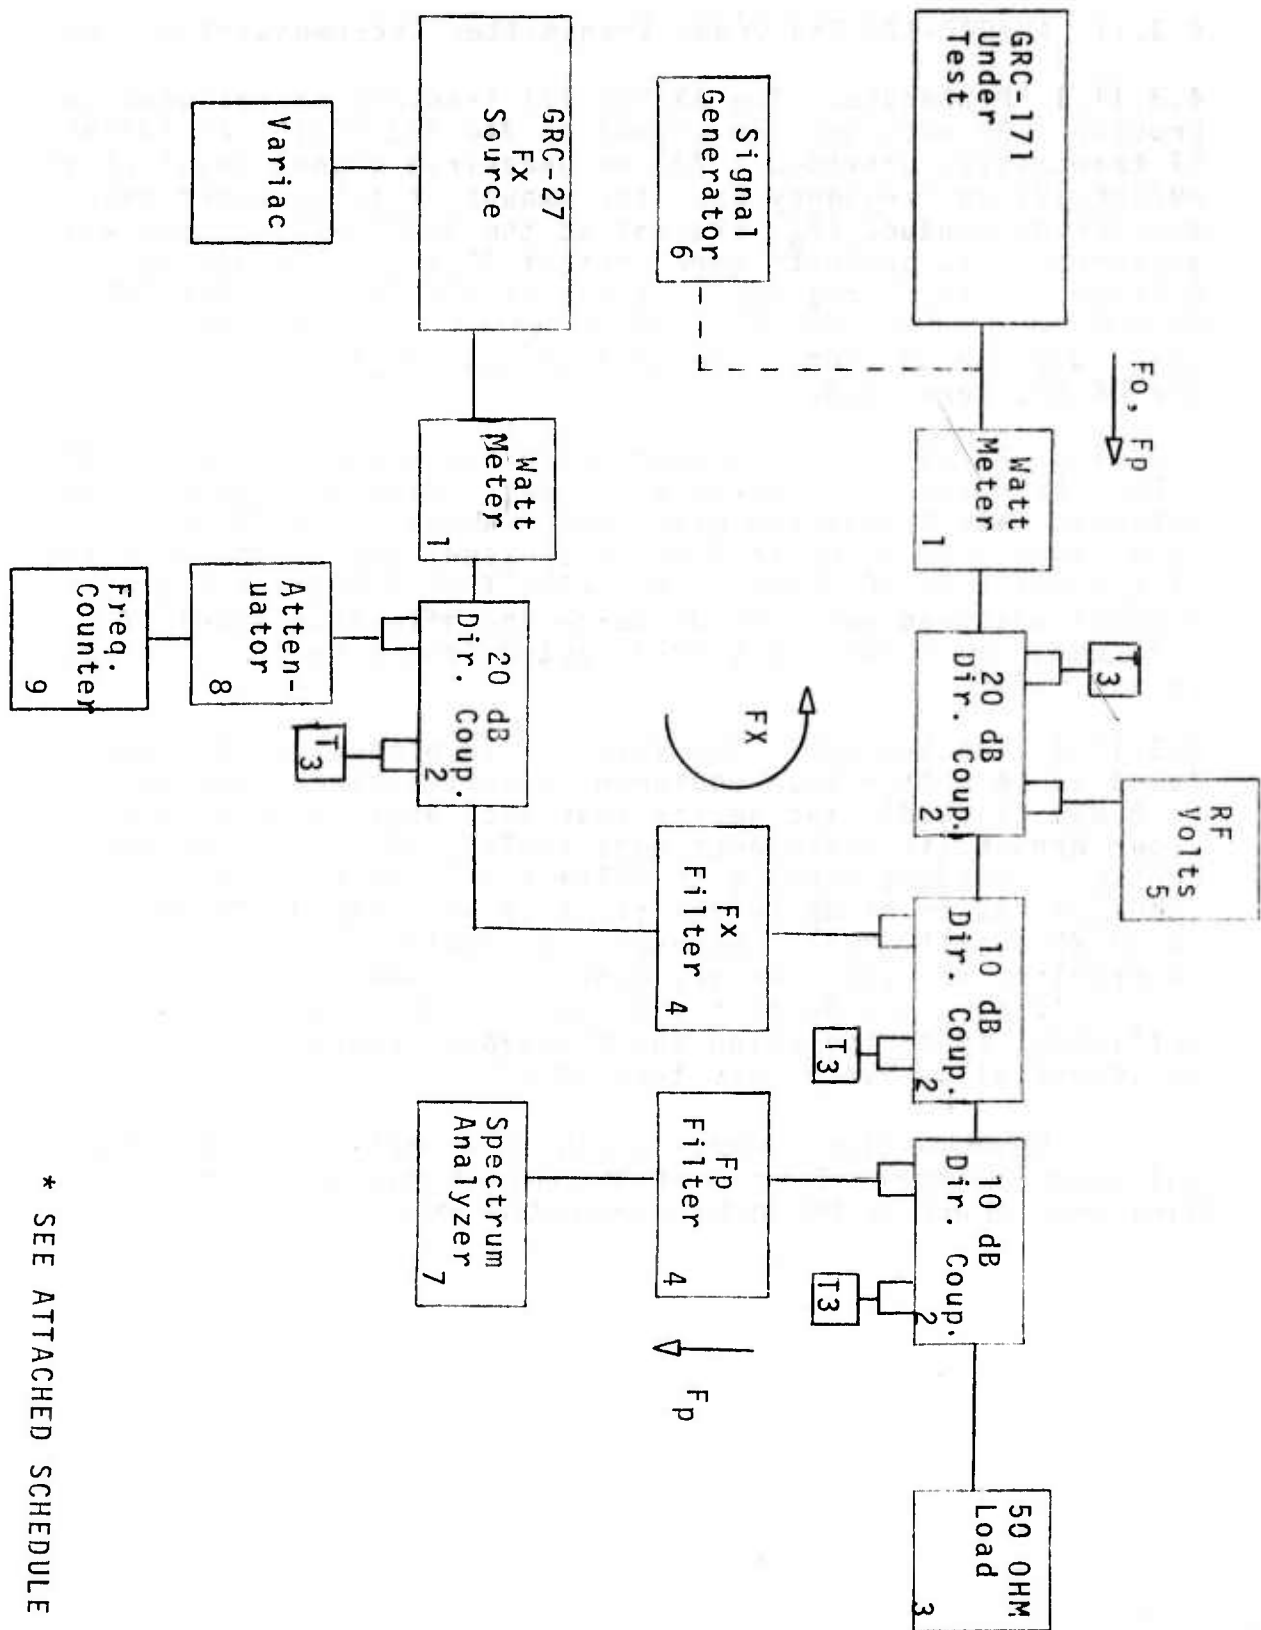 GRC-171
Under
Test
Fo, Fp
Watt
Meter
1
T
3
20 dB
Dir. Coup.
2
RF
Volts
5
10 dB
Dir. Coup.
2
T
3
10 dB
Dir. Coup.
2
T3
50 OHM
Load
3
Signal
Generator
6
FX
Fx
Filter
4
Fp
Filter
4
Fp
GRC-27
Fx
Source
Watt
Meter
1
20 dB
Dir. Coup.
2
T
3
Spectrum
Analyzer
7
Variac
Atten-
uator
8
Freq.
Counter
9
* SEE ATTACHED SCHEDULE